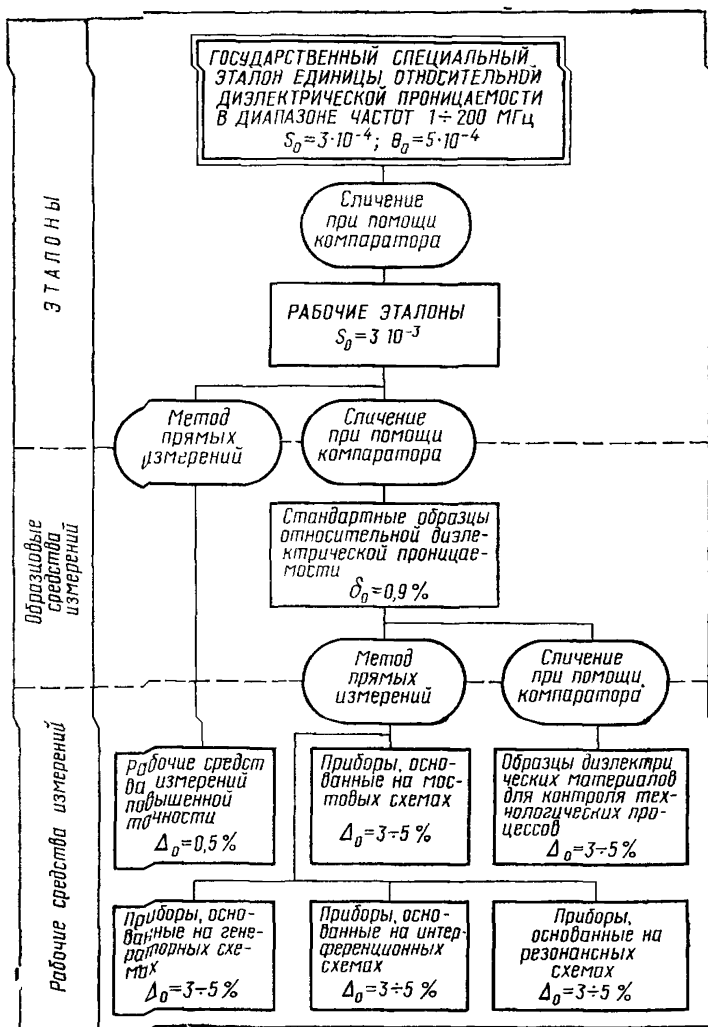 ГОСУДАРСТВЕННЫЙ СПЕЦИАЛЬНЫЙ
ЭТАЛОН ЕДИНИЦЫ ОТНОСИТЕЛЬНОЙ
ДИЭЛЕКТРИЧЕСКОЙ ПРОНИЦАЕМОСТИ
В ДИАПАЗОНЕ ЧАСТОТ 1÷200 МГц
S₀=3·10⁻⁴; θ₀=5·10⁻⁴
Сличение
при помощи
компаратора
ЭТАЛОНЫ
РАБОЧИЕ ЭТАЛОНЫ
S₀=3 10⁻³
Метод
прямых
измерений
Сличение
при помощи
компаратора
Образцовые
средства
измерений
Стандартные образцы
относительной диэле-
ктрической проницае-
мости
δ₀=0,9%
Метод
прямых
измерений
Сличение
при помощи
компаратора
Рабочие средства измерений
Рабочие средст
ва измерений
повышенной
точности
Δ₀=0,5%
Приборы, осно-
ванные на мос-
товых схемах
Δ₀=3÷5%
Образцы диэлектри
ческих материалов
для контроля тех-
нологических про-
цессов
Δ₀=3÷5%
Приборы, осно-
ванные на гене-
раторных схе-
мах
Δ₀=3÷5%
Приборы, осно-
ванные на интер-
ференционных
схемах
Δ₀=3÷5%
Приборы,
основанные на
резонансных
схемах
Δ₀=3÷5%